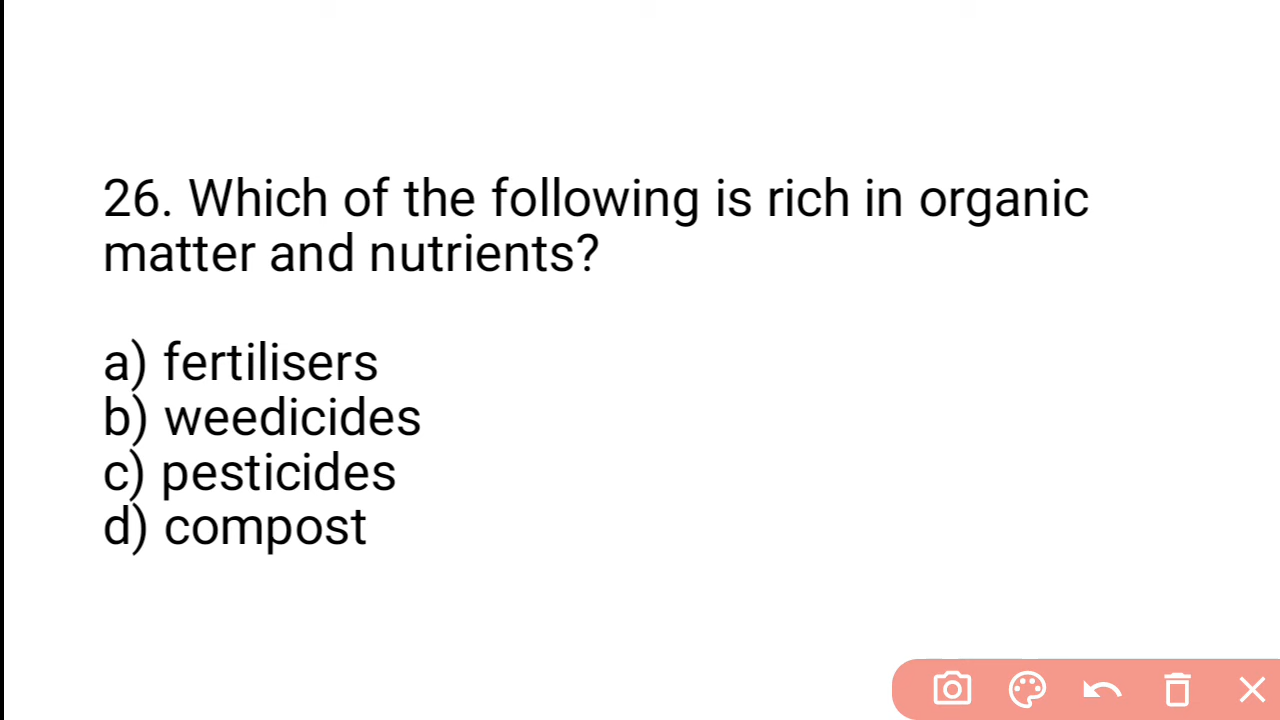 26. Which of the following is rich in organic
matter and nutrients?
a) fertilisers
b) weedicides
c) pesticides
d) compost